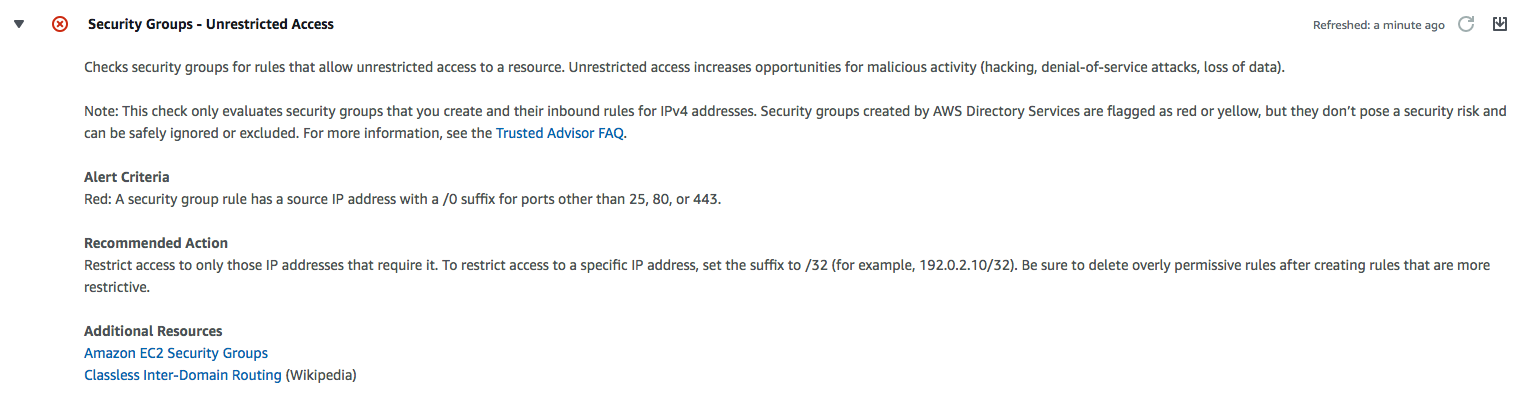 Security Groups - Unrestricted Access
Refreshed: a minute ago
Checks security groups for rules that allow unrestricted access to a resource. Unrestricted access increases opportunities for malicious activity (hacking, denial-of-service attacks, loss of data).
Note: This check only evaluates security groups that you create and their inbound rules for IPv4 addresses. Security groups created by AWS Directory Services are flagged as red or yellow, but they don’t pose a security risk and
can be safely ignored or excluded. For more information, see the Trusted Advisor FAQ.
Alert Criteria
Red: A security group rule has a source IP address with a /0 suffix for ports other than 25, 80, or 443.
Recommended Action
Restrict access to only those IP addresses that require it. To restrict access to a specific IP address, set the suffix to /32 (for example, 192.0.2.10/32). Be sure to delete overly permissive rules after creating rules that are more
restrictive.
Additional Resources
Amazon EC2 Security Groups
Classless Inter-Domain Routing (Wikipedia)